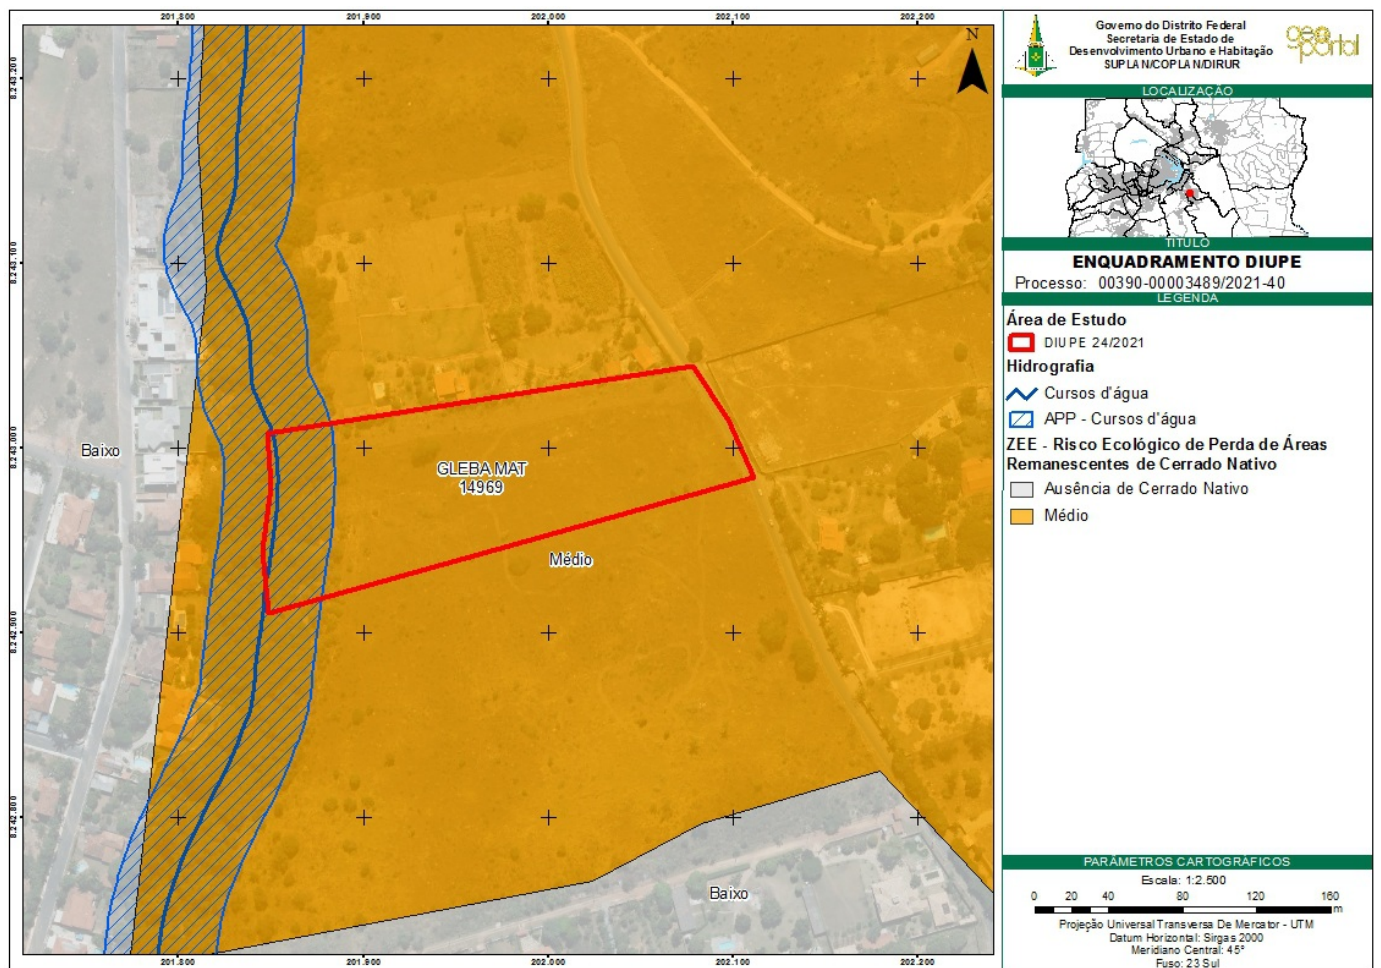 201.800
201.900
202.000
202.100
202.200
8.243.200
8.243.100
8.243.000
8.242.900
8.242.800
N
Baixo
GLEBA MAT
14969
Médio
Baixo
201.800
201.900
202.000
202.100
202.200
Governo do Distrito Federal
Secretaria de Estado de
Desenvolvimento Urbano e Habitação
SUPLAN/COPLAN/DIRUR
geo
portal
LOCALIZAÇÃO
TITULO
ENQUADRAMENTO DIUPE
Processo: 00390-00003489/2021-40
LEGENDA
Área de Estudo
DIUPE 24/2021
Hidrografia
Cursos d'água
APP - Cursos d'água
ZEE - Risco Ecológico de Perda de Áreas
Remanescentes de Cerrado Nativo
Ausência de Cerrado Nativo
Médio
PARÂMETROS CARTOGRÁFICOS
Escala: 1:2.500
0 20 40 80 120 160
m
Projeção Universal Transversa De Mercator - UTM
Datum Horizontal: Sirgas 2000
Meridiano Central: 45°
Fuso: 23 Sul